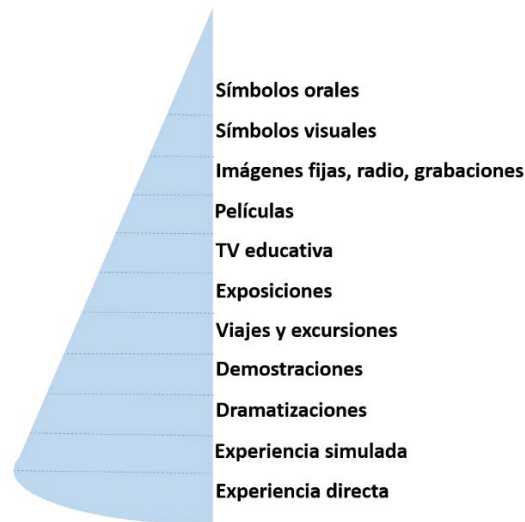 Símbolos orales
Símbolos visuales
Imágenes fijas, radio, grabaciones
Películas
TV educativa
Exposiciones
Viajes y excursiones
Demostraciones
Dramatizaciones
Experiencia simulada
Experiencia directa